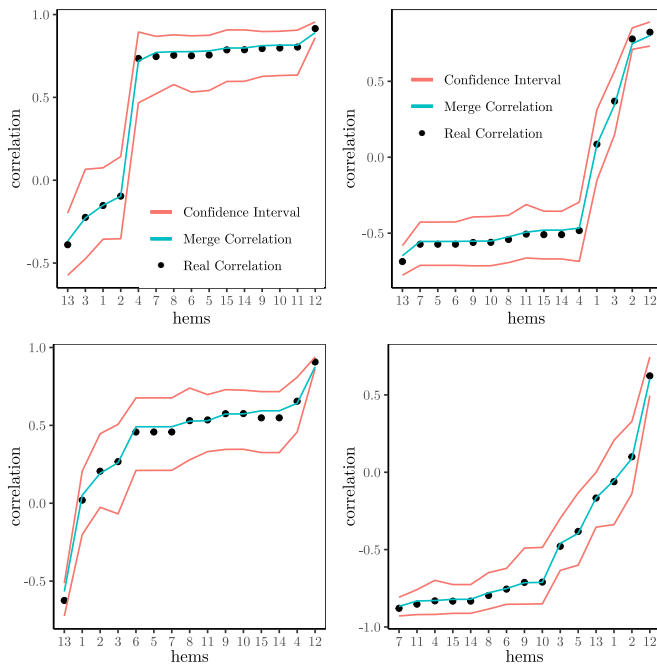 1.0
0.5
0.0
-0.5
correlation
Confidence Interval
Merge Correlation
Real Correlation
13 3 1 2 4 7 8 6 5 15 14 9 10 11 12
hems
0.5
0.0
-0.5
correlation
Confidence Interval
Merge Correlation
Real Correlation
13 7 5 6 9 10 8 11 15 14 4 1 3 2 12
hems
1.0
0.5
0.0
-0.5
correlation
13 1 2 3 6 5 7 8 11 9 10 15 14 4 12
hems
0.5
0.0
-0.5
-1.0
correlation
7 11 4 15 14 8 6 9 10 3 5 13 1 2 12
hems